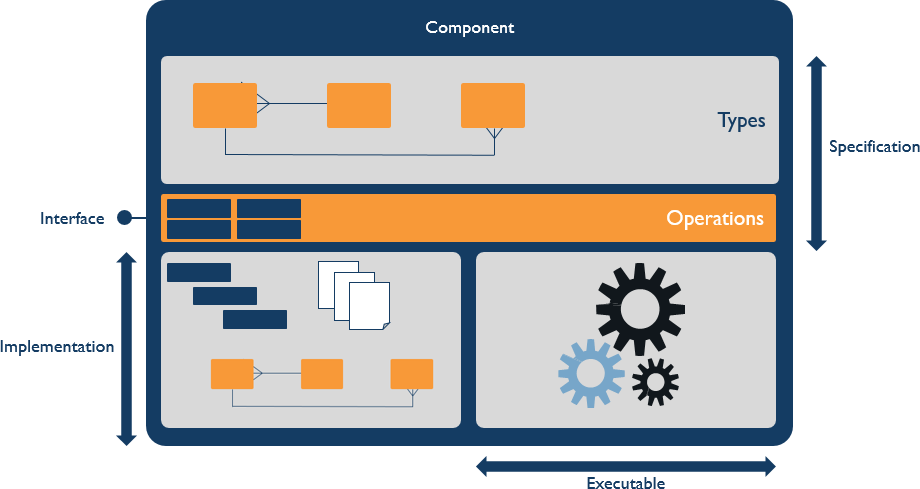 Component
Types
Specification
Interface
Operations
Implementation
Executable